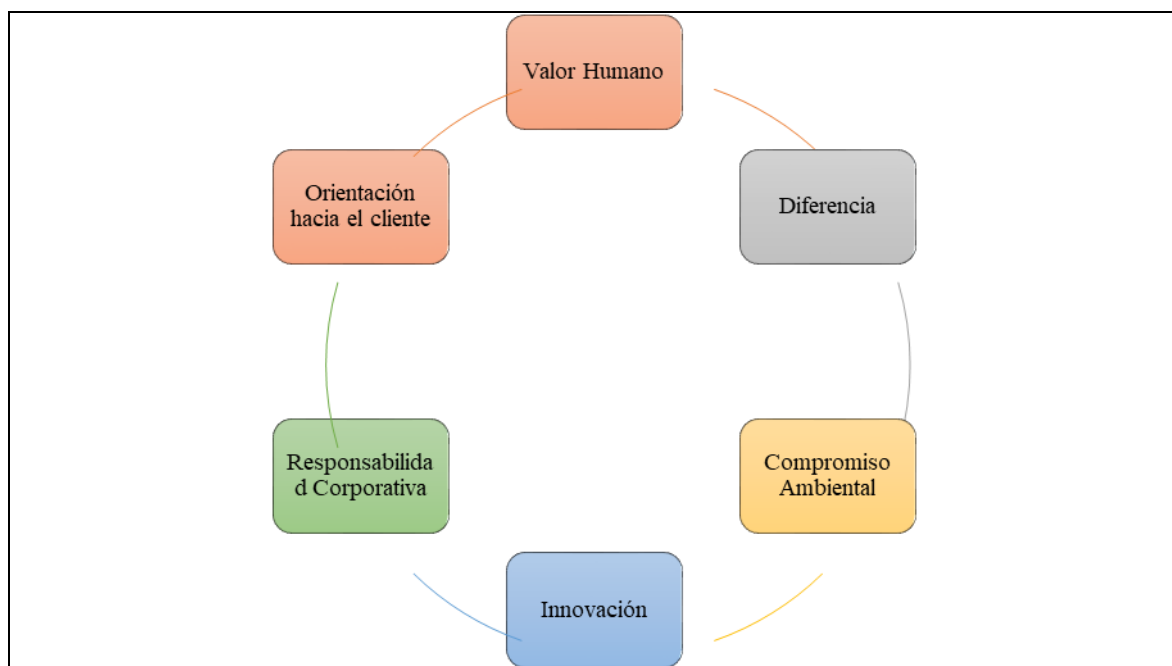 Valor Humano
Diferencia
Compromiso
Ambiental
Innovación
Responsabilida
d Corporativa
Orientación
hacia el cliente